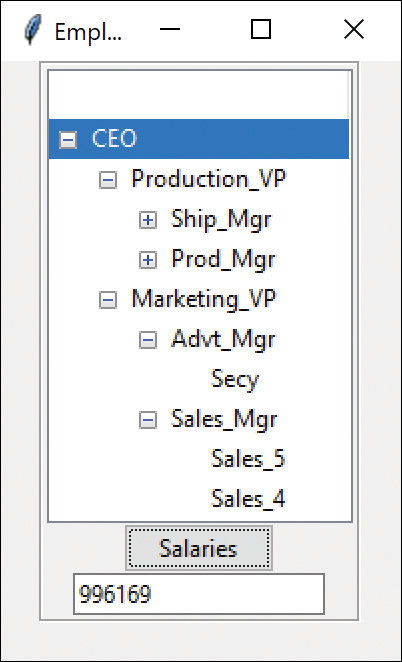 Empl...
CEO
Production_VP
Ship_Mgr
Prod_Mgr
Marketing_VP
Advt_Mgr
Secy
Sales_Mgr
Sales_5
Sales_4
Salaries
996169